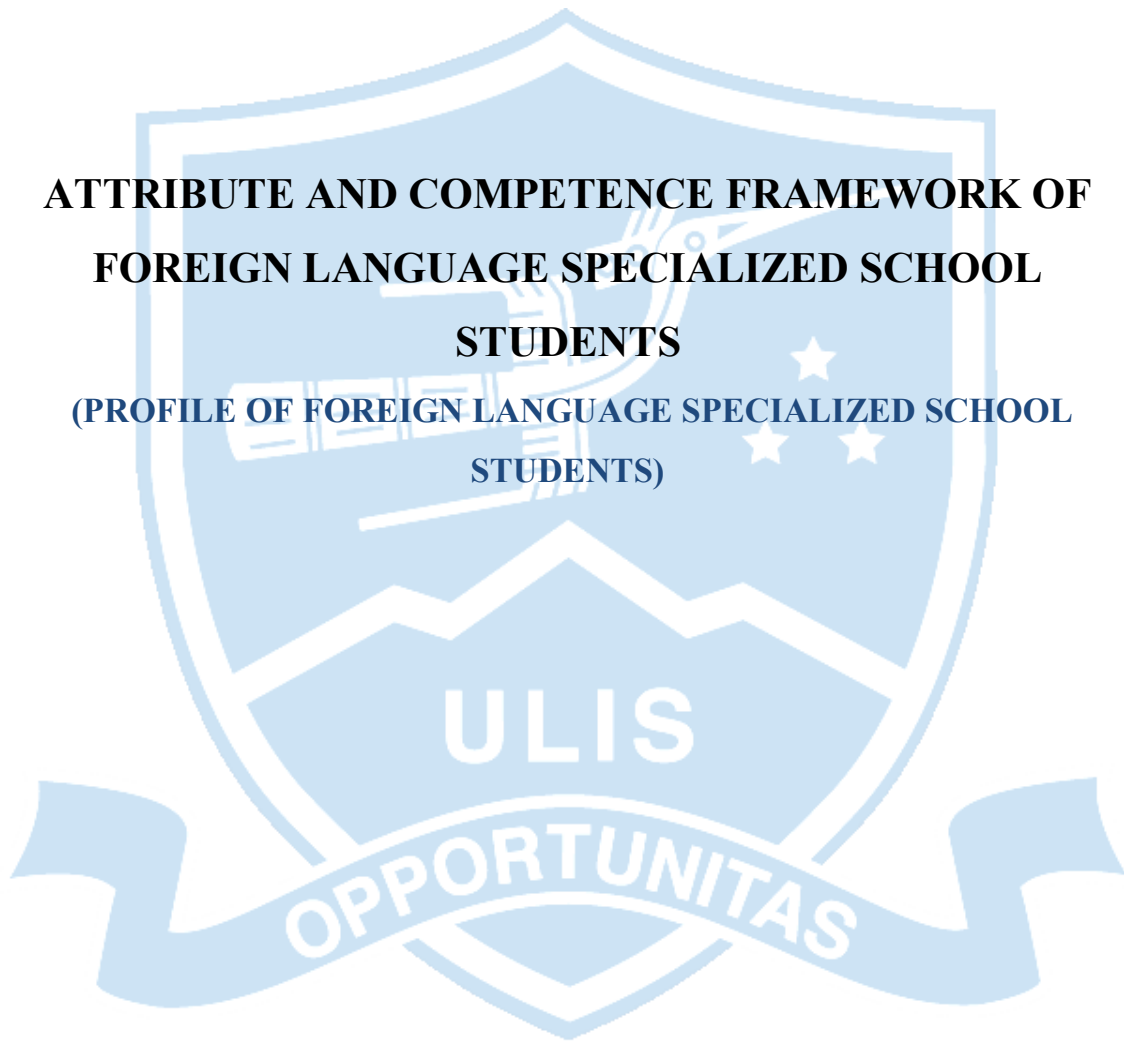 ATTRIBUTE AND COMPETENCE FRAMEWORK OF
FOREIGN LANGUAGE SPECIALIZED SCHOOL
STUDENTS
(PROFILE OF FOREIGN LANGUAGE SPECIALIZED SCHOOL
STUDENTS)
ULIS
OPPORTUNITAS